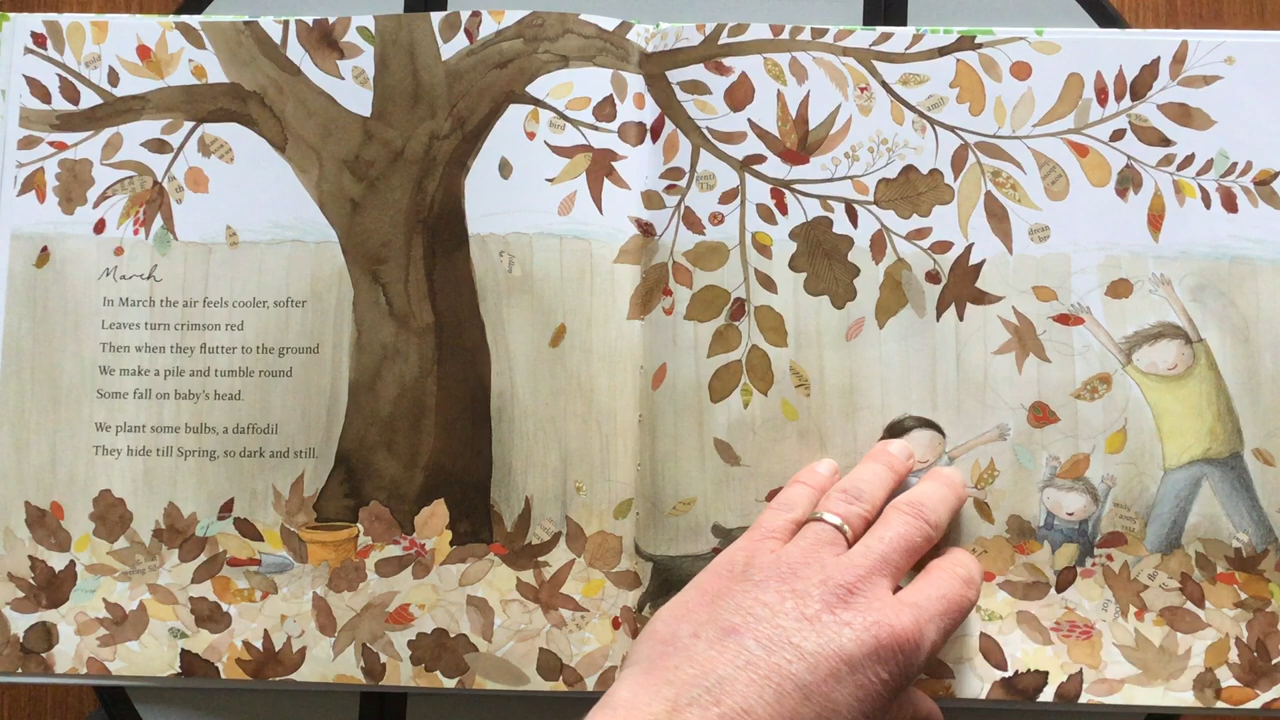 March
In March the air feels cooler, softer
Leaves turn crimson red
Then when they flutter to the ground
We make a pile and tumble round
Some fall on baby's head.
We plant some bulbs, a daffodil
They hide till Spring, so dark and still.
bird